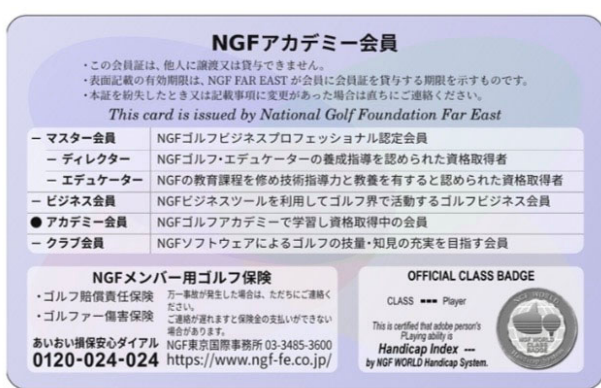 NGFアカデミー会員
・この会員証は、他人に譲渡又は貸与できません。
・表面記載の有効期限は、NGF FAR EASTが会員に会員証を貸与する期限を示すものです。
・本証を紛失したとき又は記載事項に変更があった場合は直ちにご連絡ください。
This card is issued by National Golf Foundation Far East
− マスター会員 NGFゴルフビジネスプロフェッショナル認定会員
− ディレクター NGFゴルフ・エデュケーターの養成指導を認められた資格取得者
− エデュケーター NGFの教育課程を修め技術指導力と教養を有すると認められた資格取得者
− ビジネス会員 NGFビジネスツールを利用してゴルフ界で活動するゴルフビジネス会員
● アカデミー会員 NGFゴルフアカデミーで学習し資格取得中の会員
− クラブ会員 NGFソフトウェアによるゴルフの技量・知見の充実を目指す会員
NGFメンバー用ゴルフ保険
・ゴルフ賠償責任保険
・ゴルファー傷害保険
万一事故が発生した場合は、ただちにご連絡く
ださい。
ご連絡が遅れますと保険金の支払いができない
場合があります。
あいおい損保安心ダイアル NGF東京国際事務所 03-3485-3600
0120-024-024 https://www.ngf-fe.co.jp/
OFFICIAL CLASS BADGE
CLASS --- Player
This is certified that adobe person's
PLaying ability is
Handicap Index ---
by NGF WORLD Handicap System.
NGF WORLD
NGF WORLD
CLASS
BADGE